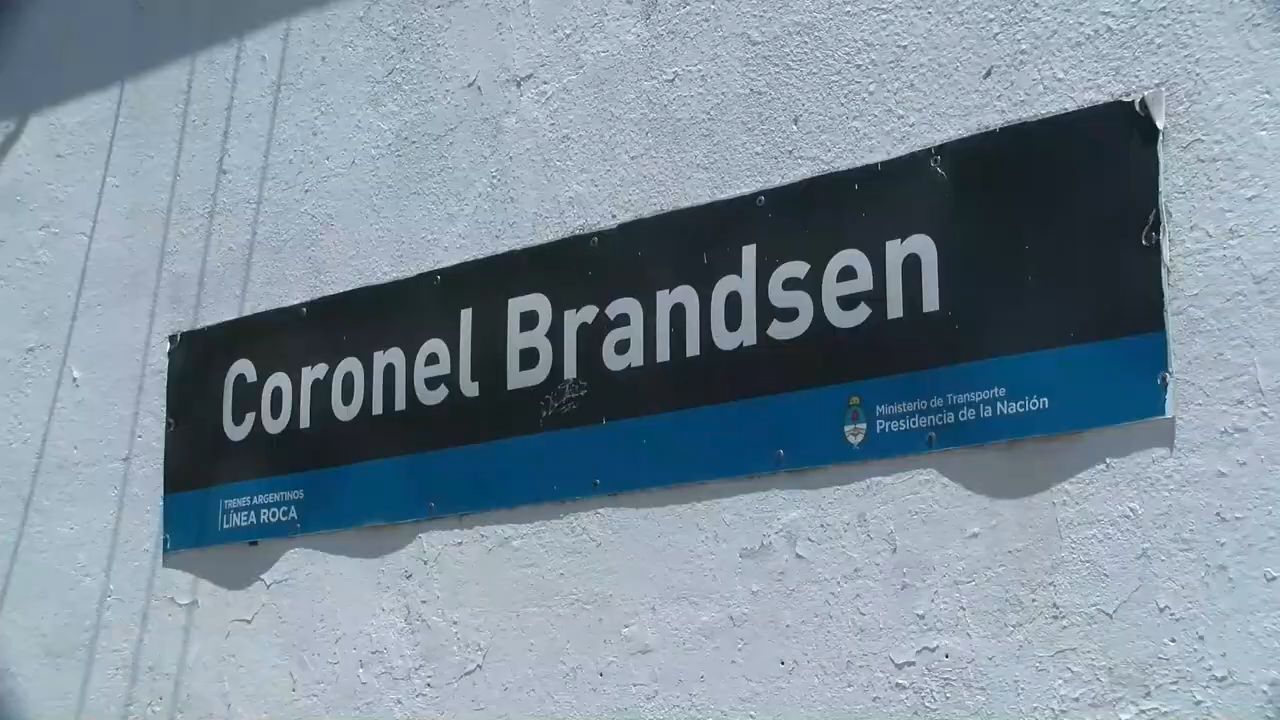 Coronel Brandsen
TRENES ARGENTINOS
LÍNEA ROCA
Ministerio de Transporte
Presidencia de la Nación